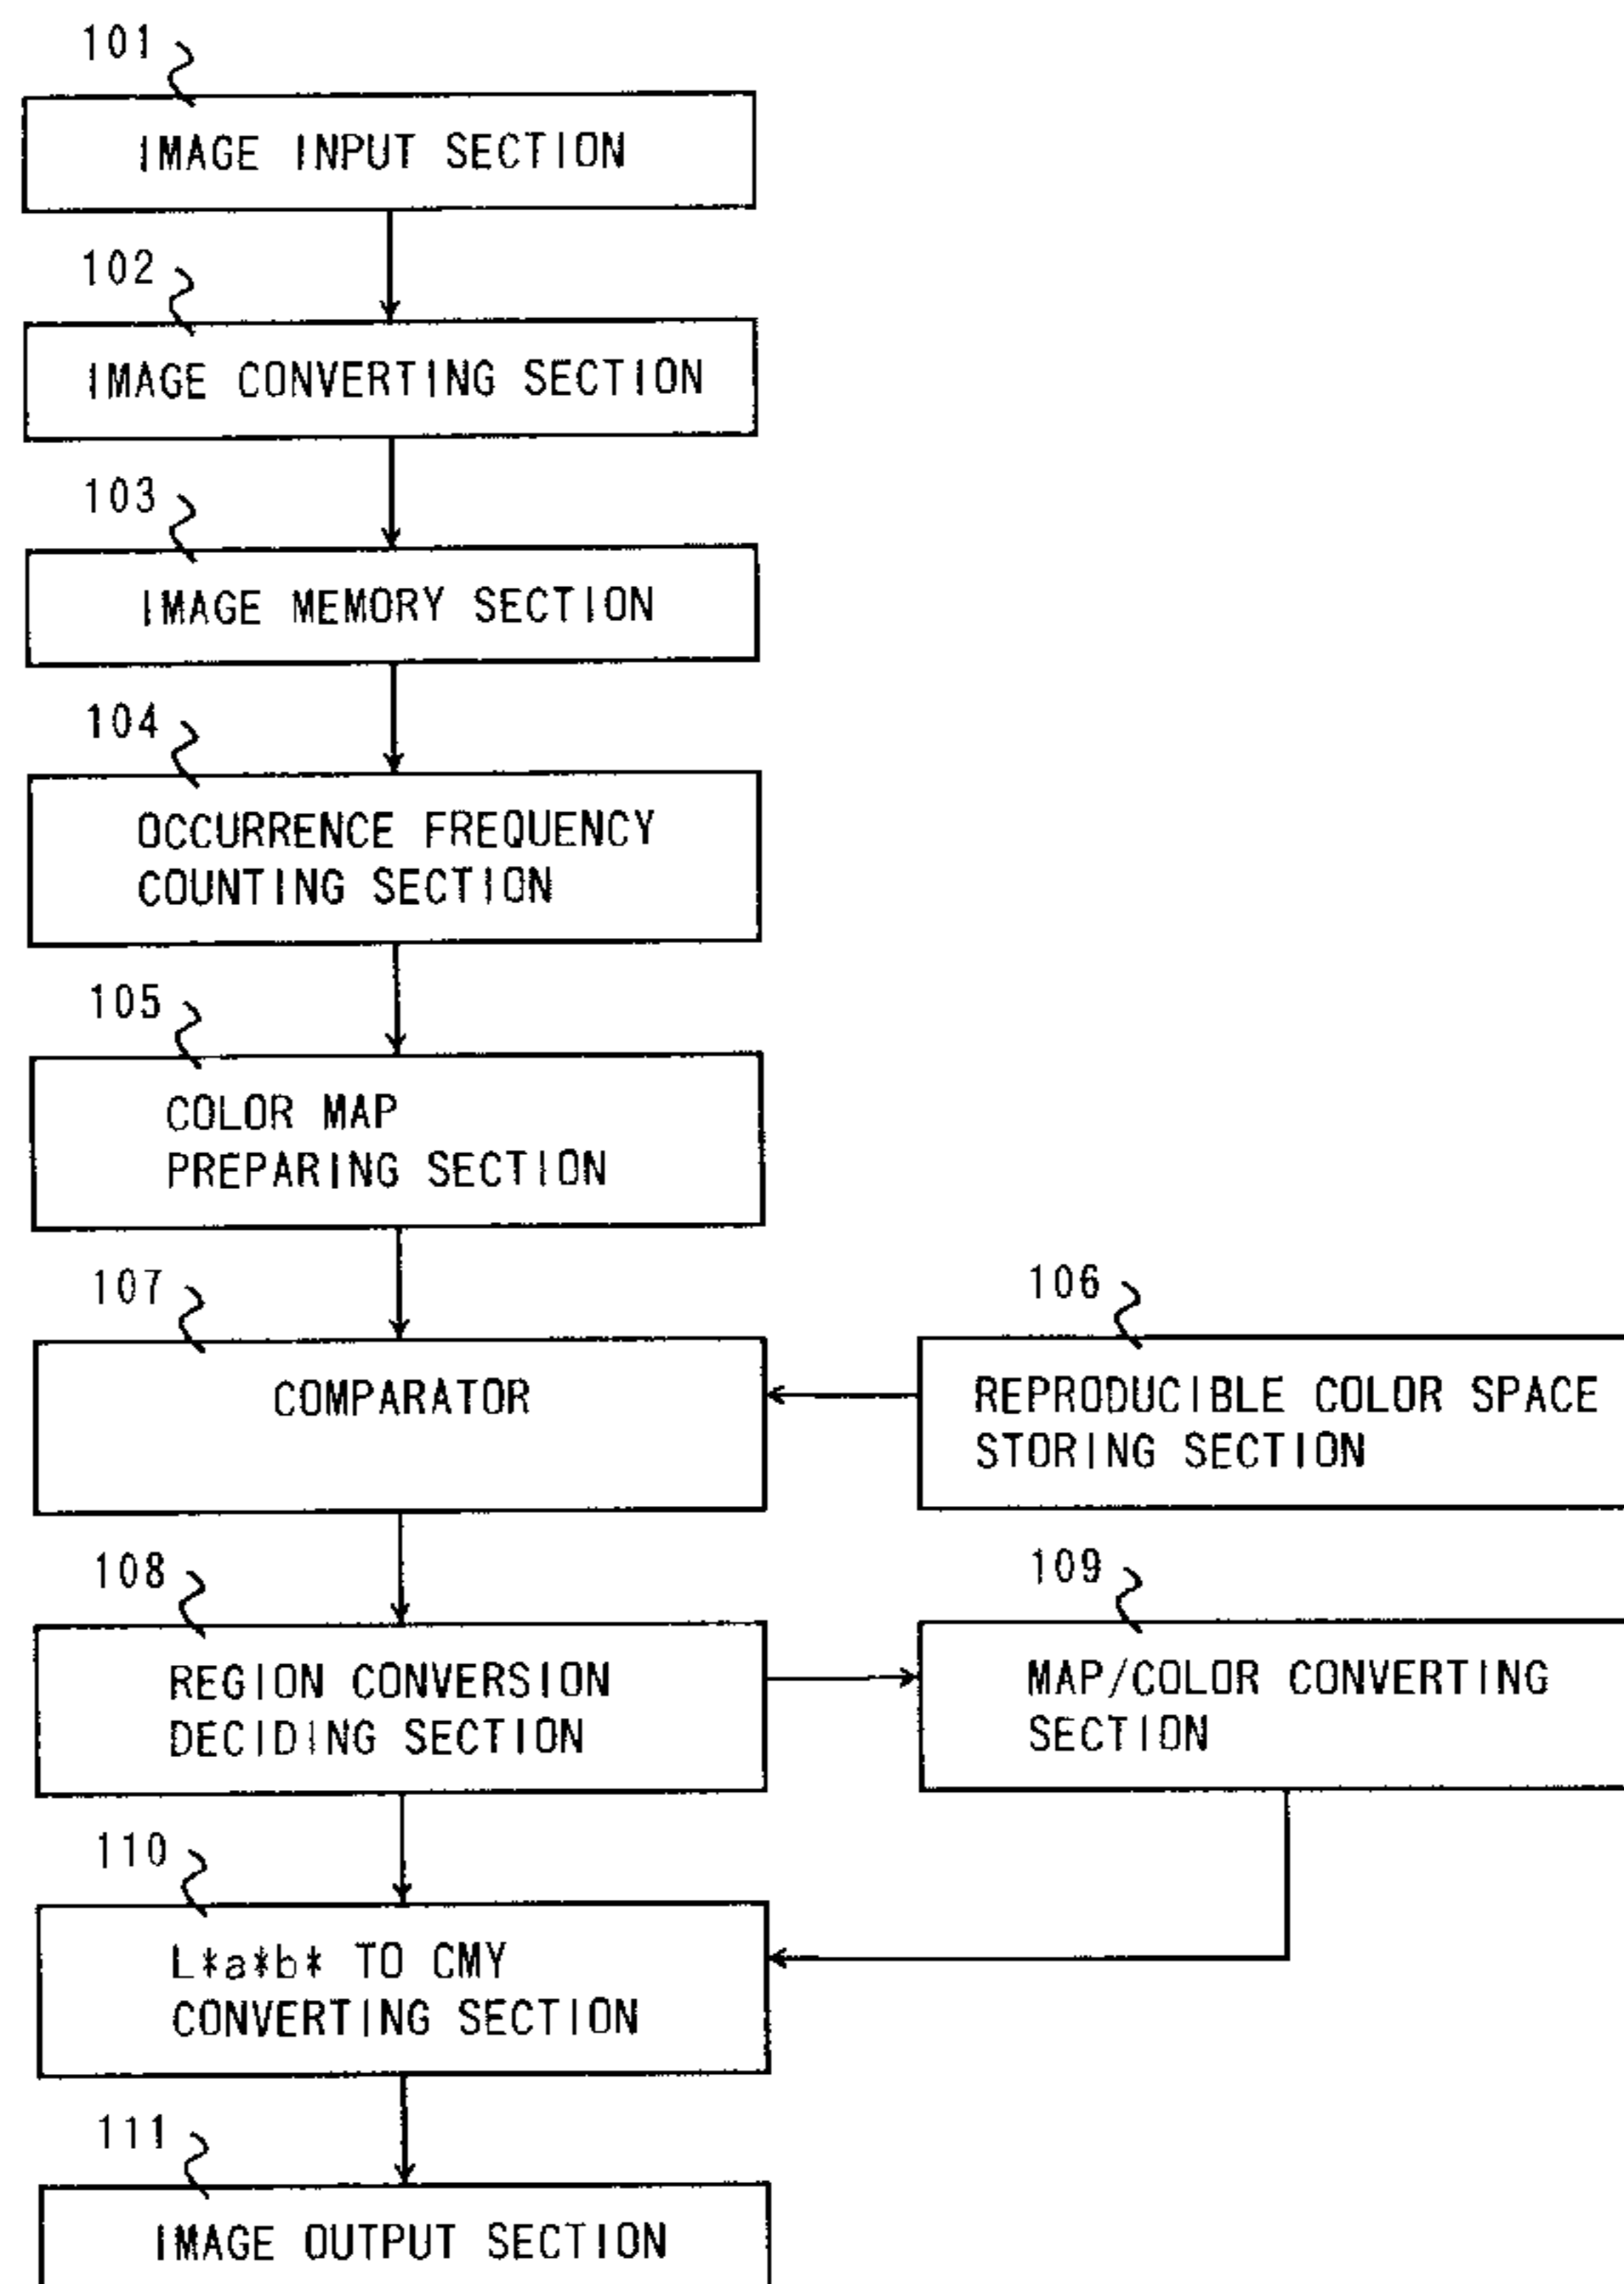 101
IMAGE INPUT SECTION
102
IMAGE CONVERTING SECTION
103
IMAGE MEMORY SECTION
104
OCCURRENCE FREQUENCY
COUNTING SECTION
105
COLOR MAP
PREPARING SECTION
107
COMPARATOR
106
REPRODUCIBLE COLOR SPACE
STORING SECTION
108
REGION CONVERSION
DECIDING SECTION
109
MAP/COLOR CONVERTING
SECTION
110
L*a*b* TO CMY
CONVERTING SECTION
111
IMAGE OUTPUT SECTION